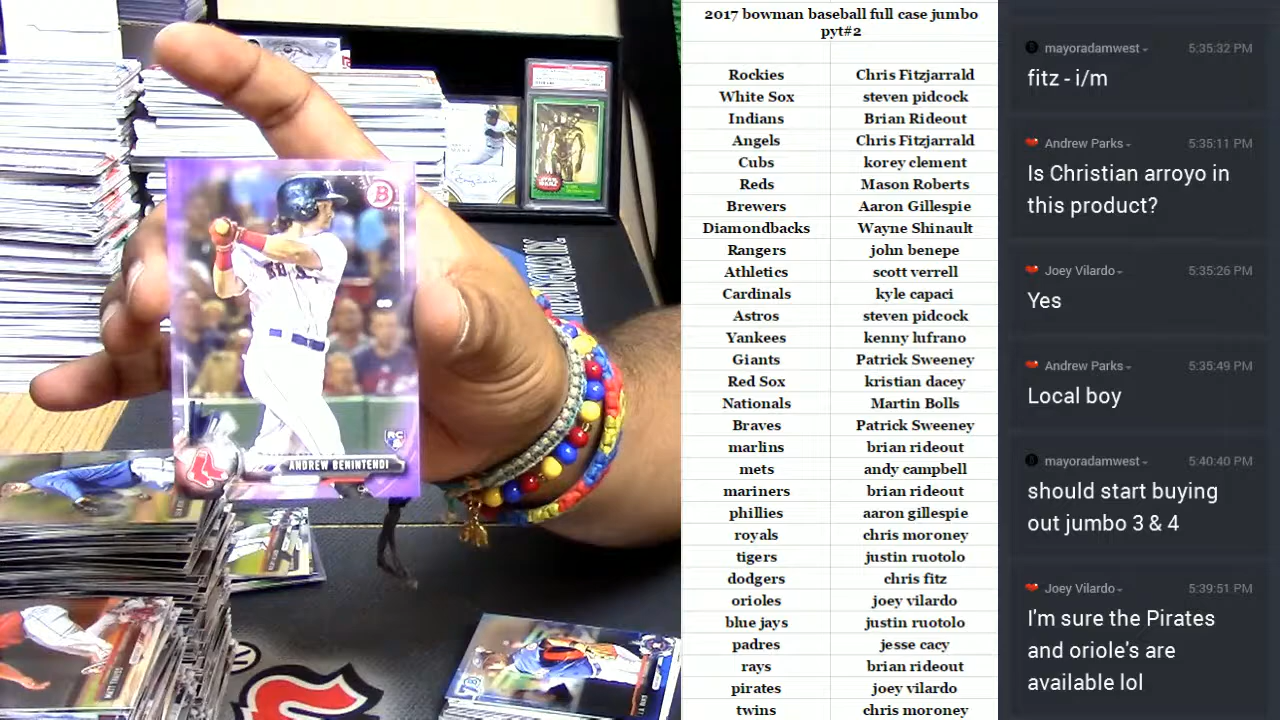 B
ANDREW BENINTENDI
RC
2017 bowman baseball full case jumbo
pyt#2
Rockies Chris Fitzjarrald
White Sox steven pidcock
Indians Brian Rideout
Angels Chris Fitzjarrald
Cubs korey clement
Reds Mason Roberts
Brewers Aaron Gillespie
Diamondbacks Wayne Shinault
Rangers john benepe
Athletics scott verrell
Cardinals kyle capaci
Astros steven pidcock
Yankees kenny lufrano
Giants Patrick Sweeney
Red Sox kristian dacey
Nationals Martin Bolls
Braves Patrick Sweeney
marlins brian rideout
mets andy campbell
mariners brian rideout
phillies aaron gillespie
royals chris moroney
tigers justin ruotolo
dodgers chris fitz
orioles joey vilardo
blue jays justin ruotolo
padres jesse cacy
rays brian rideout
pirates joey vilardo
twins chris moroney
mayoradamwest 5:35:32 PM
fitz - i/m
Andrew Parks 5:35:11 PM
Is Christian arroyo in
this product?
Joey Vilardo 5:35:26 PM
Yes
Andrew Parks 5:35:49 PM
Local boy
mayoradamwest 5:40:40 PM
should start buying
out jumbo 3 & 4
Joey Vilardo 5:39:51 PM
I'm sure the Pirates
and oriole's are
available lol